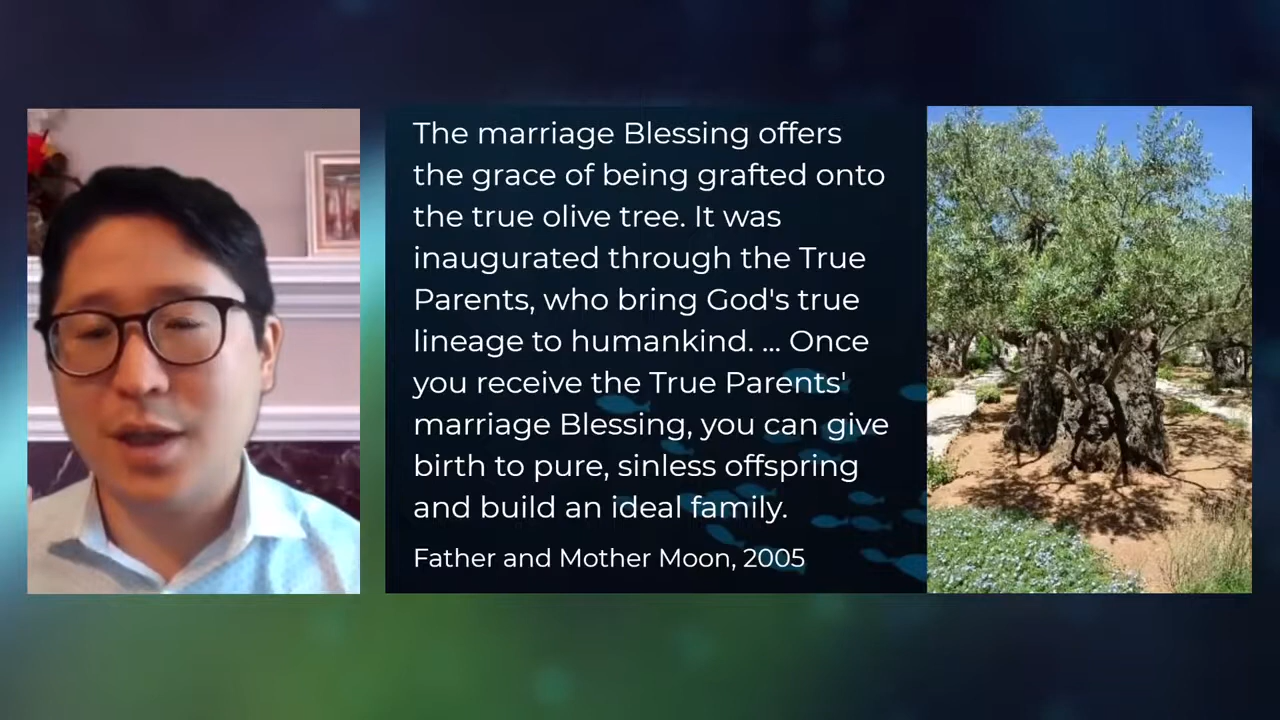 The marriage Blessing offers
the grace of being grafted onto
the true olive tree. It was
inaugurated through the True
Parents, who bring God's true
lineage to humankind. ... Once
you receive the True Parents'
marriage Blessing, you can give
birth to pure, sinless offspring
and build an ideal family.
Father and Mother Moon, 2005